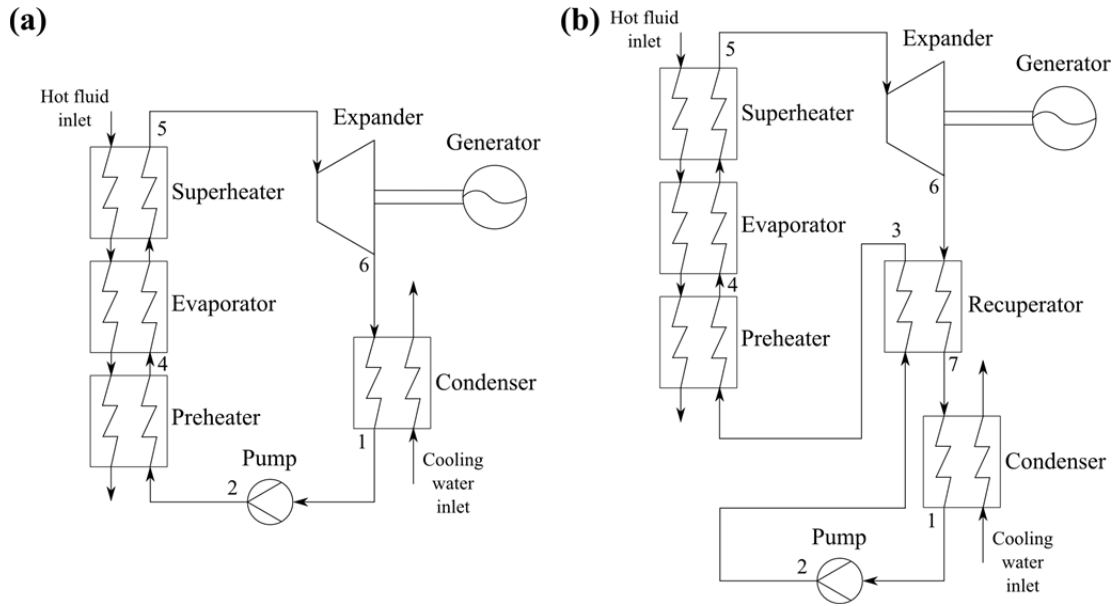 (a)
Hot fluid
inlet
5
Expander
Generator
Superheater
6
Evaporator
4
Preheater
Condenser
1
Pump
2
Cooling
water
inlet
(b)
Hot fluid
inlet
5
Expander
Generator
Superheater
6
Evaporator
3
4
Recuperator
Preheater
7
Condenser
1
Pump
2
Cooling
water
inlet